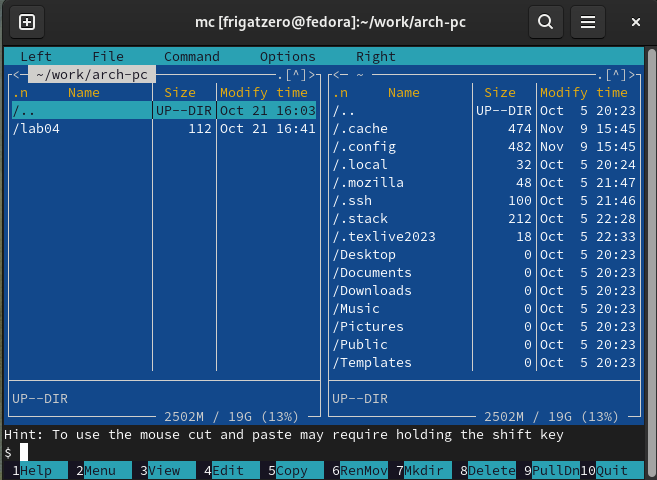 mc [frigatzero@fedora]:~/work/arch-pc
Left File Command Options Right
<─ ~/work/arch-pc ─.[^]>
.n Name Size Modify time
/.. UP--DIR Oct 21 16:03
/lab04 112 Oct 21 16:41
UP--DIR
2502M / 19G (13%)
<─ ~ ─.[^]>
.n Name Size Modify time
/.. UP--DIR Oct 5 20:23
/.cache 474 Nov 9 15:45
/.config 482 Nov 9 15:45
/.local 32 Oct 5 20:24
/.mozilla 48 Oct 5 21:47
/.ssh 100 Oct 5 21:46
/.stack 212 Oct 5 22:28
/.texlive2023 18 Oct 5 22:33
/Desktop 0 Oct 5 20:23
/Documents 0 Oct 5 20:23
/Downloads 0 Oct 5 20:23
/Music 0 Oct 5 20:23
/Pictures 0 Oct 5 20:23
/Public 0 Oct 5 20:23
/Templates 0 Oct 5 20:23
UP--DIR
2502M / 19G (13%)
Hint: To use the mouse cut and paste may require holding the shift key
$
1Help 2Menu 3View 4Edit 5Copy 6RenMov 7Mkdir 8Delete 9PullDn 10Quit